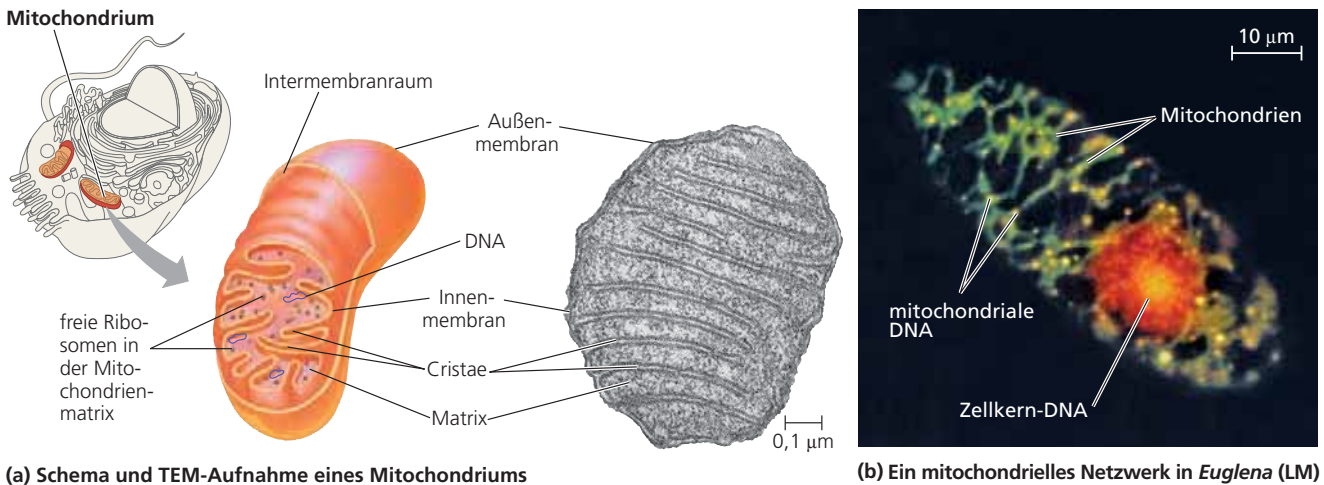 Mitochondrium
Intermembranraum
Außen-
membran
DNA
Innen-
membran
freie Ribo-
somen in
der Mito-
chondrien-
matrix
Cristae
Matrix
0,1 μm
(a) Schema und TEM-Aufnahme eines Mitochondriums
10 μm
Mitochondrien
mitochondriale
DNA
Zellkern-DNA
(b) Ein mitochondrielles Netzwerk in Euglena (LM)